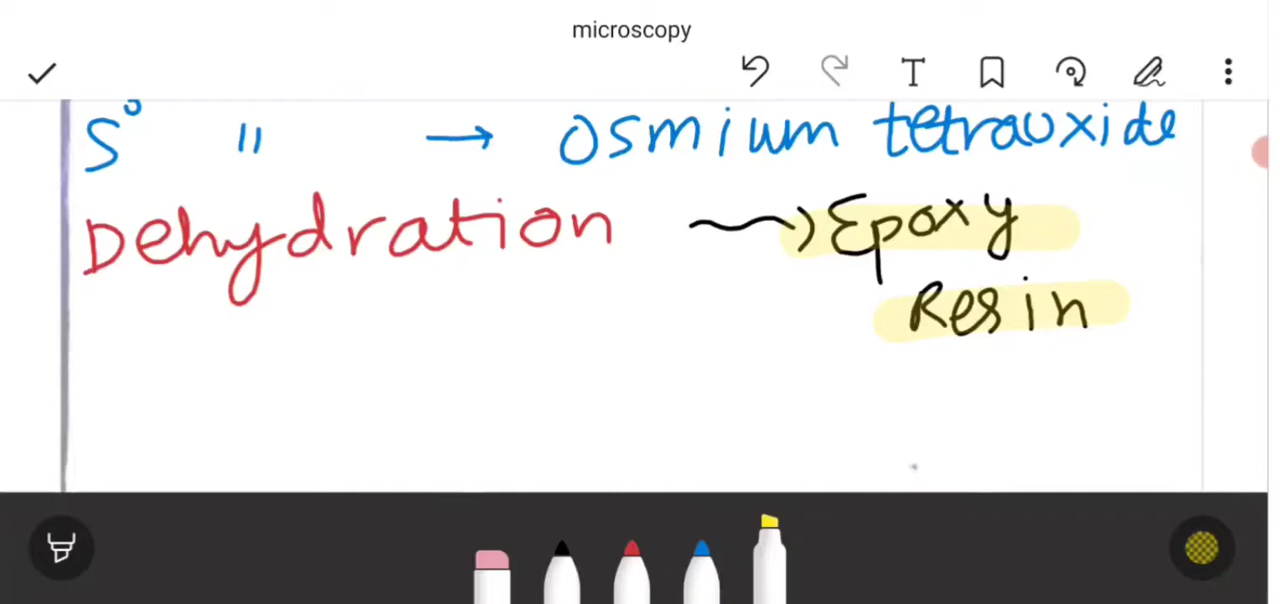 microscopy
T
S° " → Osmium tetraoxide
Dehydration → Epoxy
Resin